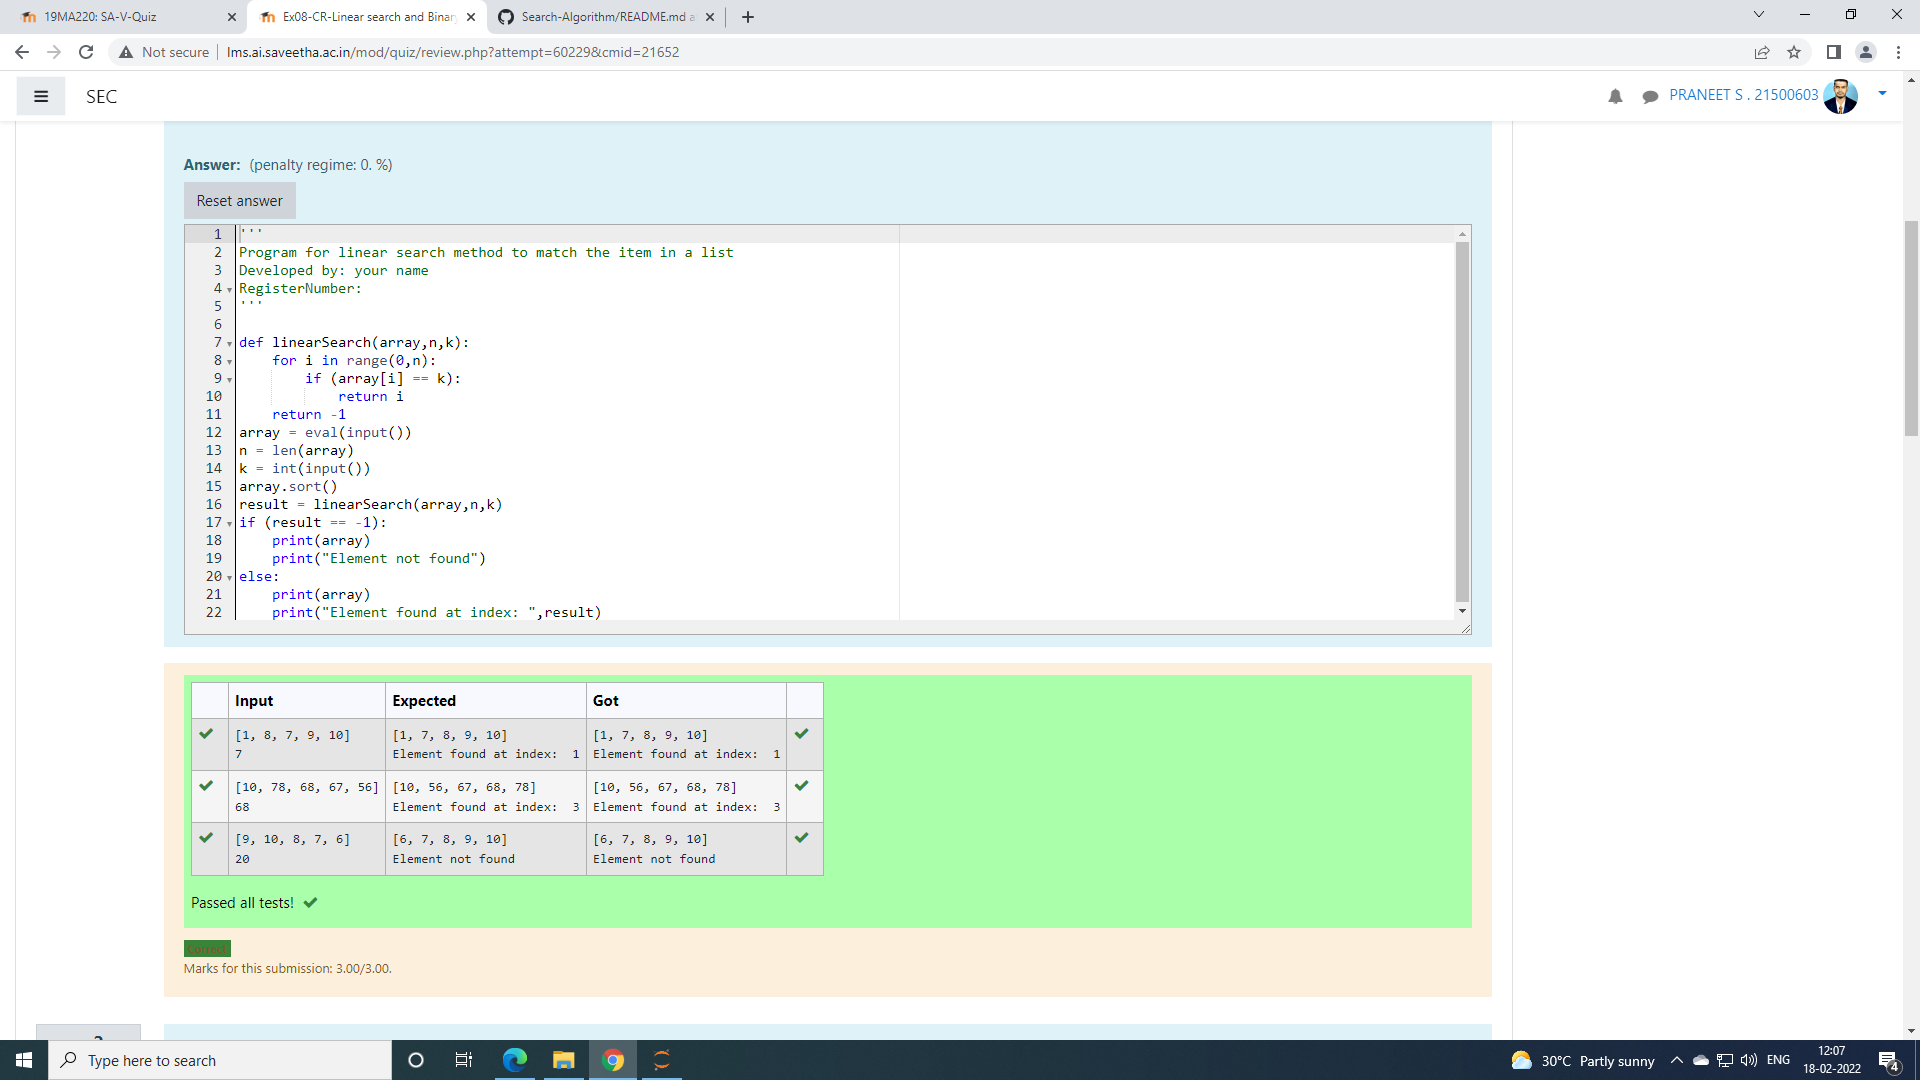 19MA220: SA-V-Quiz
Ex08-CR-Linear search and Binar
Search-Algorithm/README.md a
Not secure
lms.ai.saveetha.ac.in/mod/quiz/review.php?attempt=60229&cmid=21652
SEC
PRANEET S . 21500603
Answer: (penalty regime: 0. %)
Reset answer
1 '''
2 Program for linear search method to match the item in a list
3 Developed by: your name
4 RegisterNumber:
5 '''
6
7 def linearSearch(array,n,k):
8     for i in range(0,n):
9         if (array[i] == k):
10             return i
11     return -1
12 array = eval(input())
13 n = len(array)
14 k = int(input())
15 array.sort()
16 result = linearSearch(array,n,k)
17 if (result == -1):
18     print(array)
19     print("Element not found")
20 else:
21     print(array)
22     print("Element found at index: ",result)
Input Expected Got
[1, 8, 7, 9, 10] [1, 7, 8, 9, 10] [1, 7, 8, 9, 10]
7 Element found at index:  1 Element found at index:  1
[10, 78, 68, 67, 56] [10, 56, 67, 68, 78] [10, 56, 67, 68, 78]
68 Element found at index:  3 Element found at index:  3
[9, 10, 8, 7, 6] [6, 7, 8, 9, 10] [6, 7, 8, 9, 10]
20 Element not found Element not found
Passed all tests!
Marks for this submission: 3.00/3.00.
Type here to search
30°C Partly sunny
ENG
12:07
18-02-2022
4